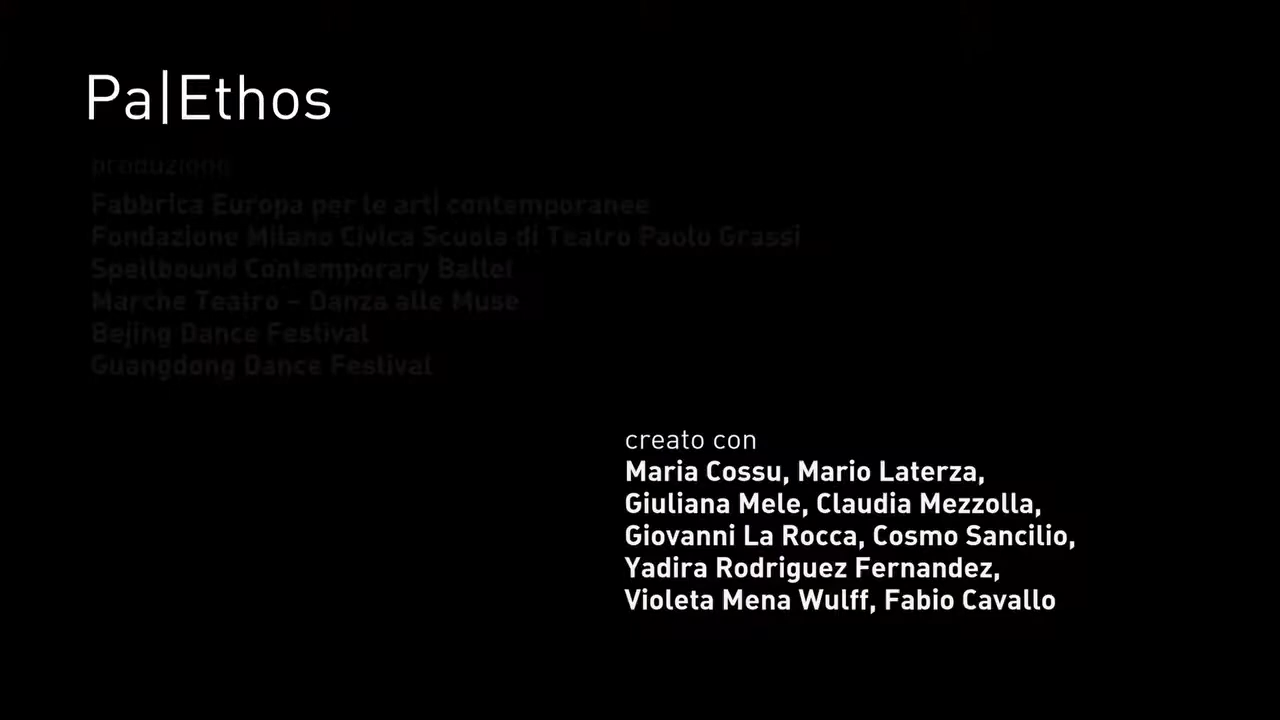 Pa|Ethos
produzione
Fabbrica Europa per le arti contemporanee
Fondazione Milano Civica Scuola di Teatro Paolo Grassi
Spellbound Contemporary Ballet
Marche Teatro – Danza alle Muse
Bejing Dance Festival
Guangdong Dance Festival
creato con
Maria Cossu, Mario Laterza,
Giuliana Mele, Claudia Mezzolla,
Giovanni La Rocca, Cosmo Sancilio,
Yadira Rodriguez Fernandez,
Violeta Mena Wulff, Fabio Cavallo